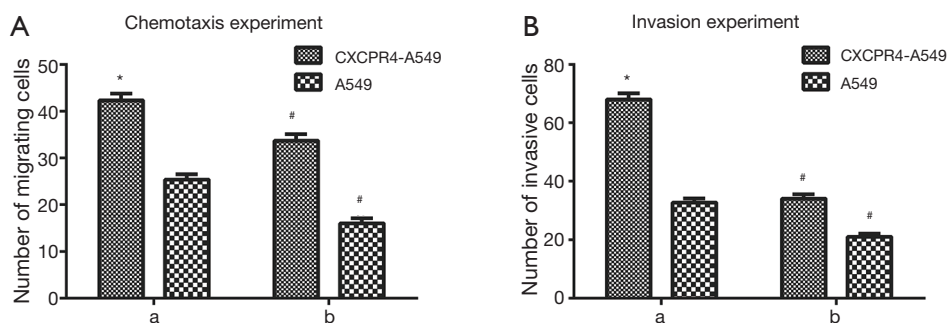 A
Chemotaxis experiment
CXCPR4-A549
A549
Number of migrating cells
50
40
30
20
10
0
*
#
#
a
b
B
Invasion experiment
CXCPR4-A549
A549
Number of invasive cells
80
60
40
20
0
*
#
#
a
b